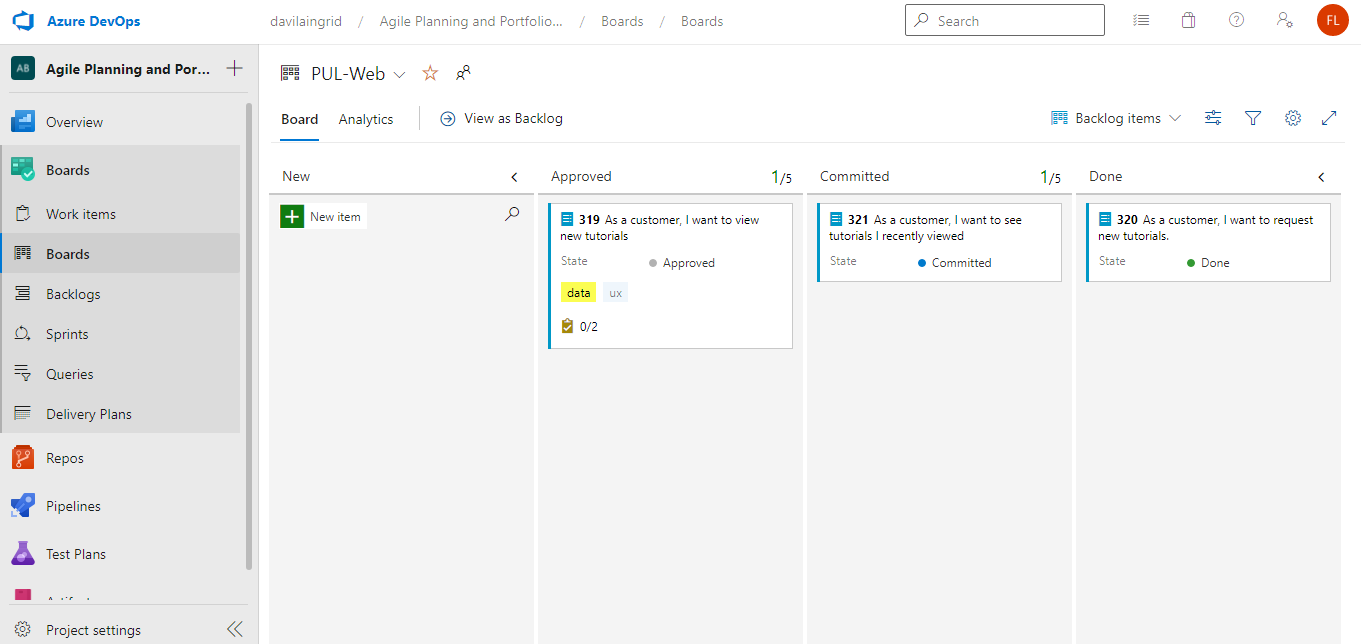 Azure DevOps
davilaingrid / Agile Planning and Portfolio... / Boards / Boards
Search
FL
AB
Agile Planning and Por...
Overview
Boards
Work items
Boards
Backlogs
Sprints
Queries
Delivery Plans
Repos
Pipelines
Test Plans
Project settings
PUL-Web
Board
Analytics
View as Backlog
Backlog items
New
New item
Approved
1/5
319 As a customer, I want to view
new tutorials
State
Approved
data
ux
0/2
Committed
1/5
321 As a customer, I want to see
tutorials I recently viewed
State
Committed
Done
320 As a customer, I want to request
new tutorials.
State
Done